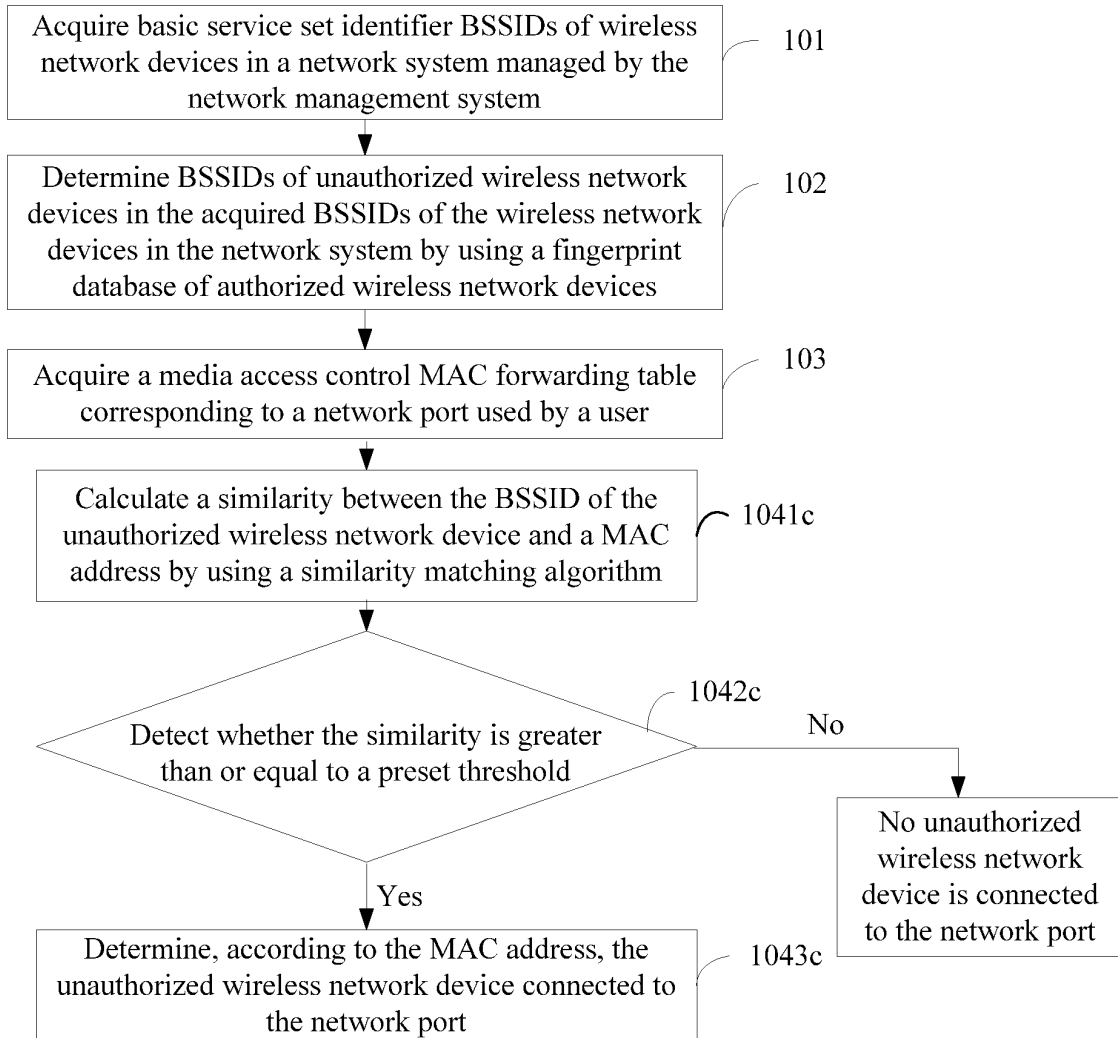 Acquire basic service set identifier BSSIDs of wireless
network devices in a network system managed by the
network management system
101
Determine BSSIDs of unauthorized wireless network
devices in the acquired BSSIDs of the wireless network
devices in the network system by using a fingerprint
database of authorized wireless network devices
102
Acquire a media access control MAC forwarding table
corresponding to a network port used by a user
103
Calculate a similarity between the BSSID of the
unauthorized wireless network device and a MAC
address by using a similarity matching algorithm
1041c
Detect whether the similarity is greater
than or equal to a preset threshold
1042c
No
No unauthorized
wireless network
device is connected
to the network port
Yes
Determine, according to the MAC address, the
unauthorized wireless network device connected to
the network port
1043c